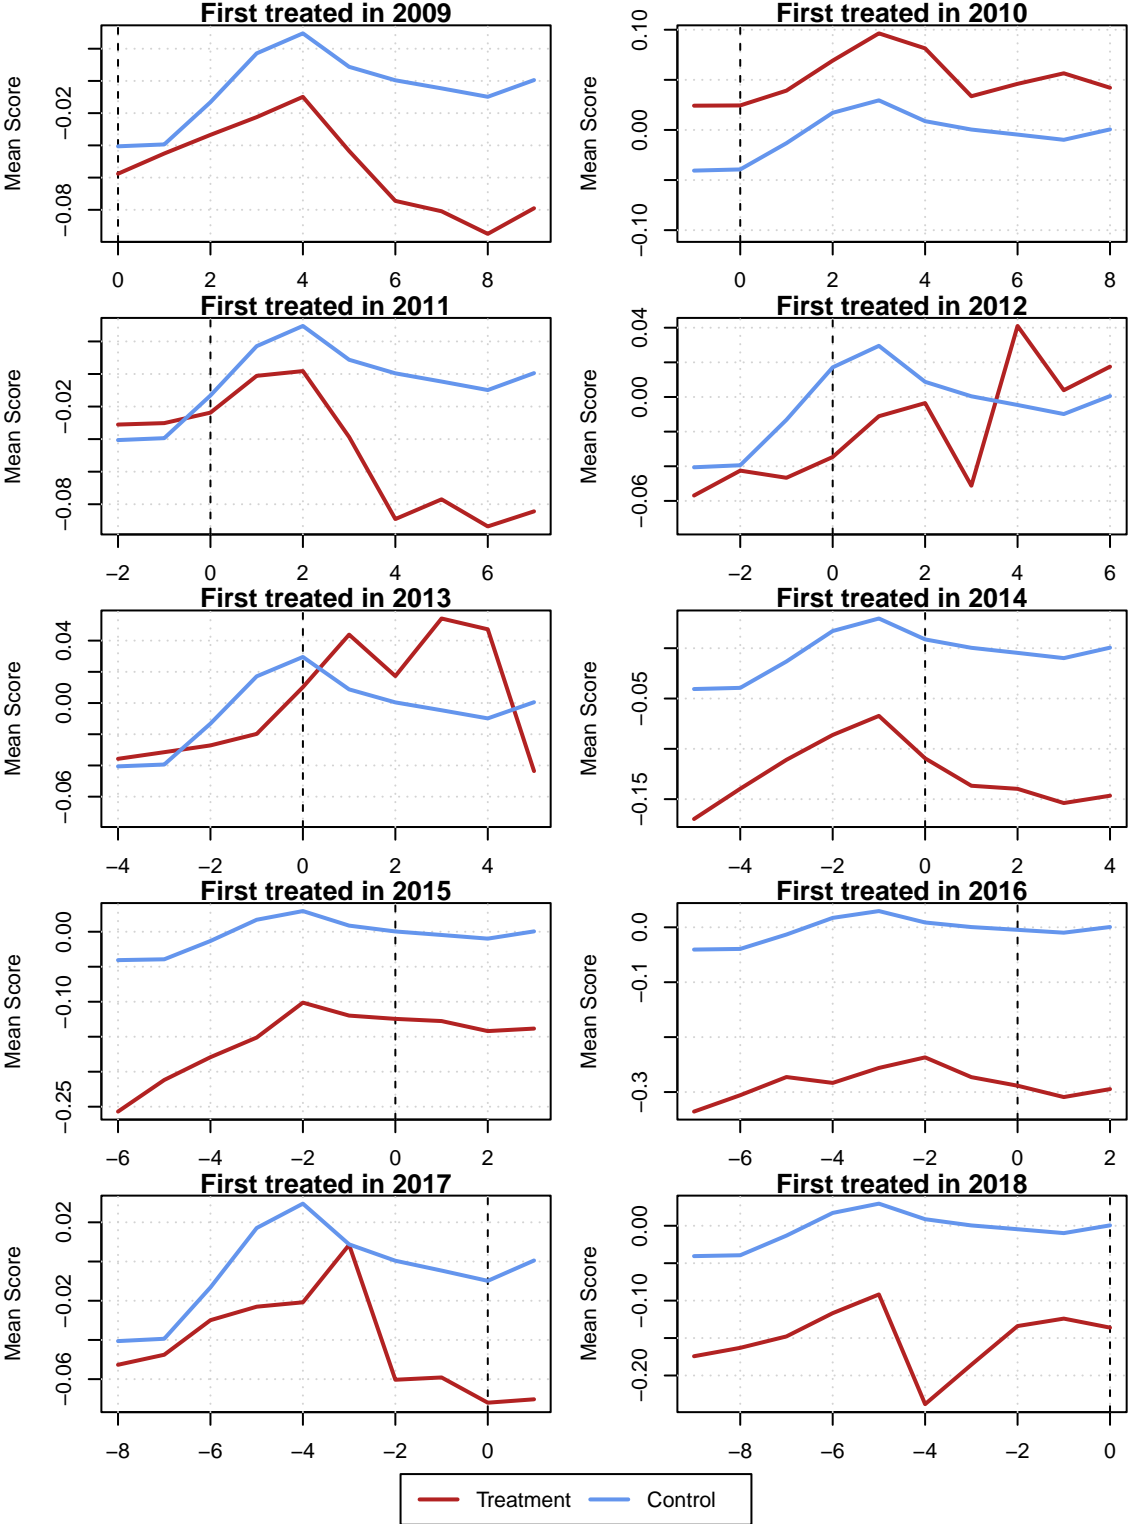 First treated in 2009
Mean Score
−0.02
−0.08
0 2 4 6 8
First treated in 2010
Mean Score
0.10
0.00
−0.10
0 2 4 6 8
First treated in 2011
Mean Score
−0.02
−0.08
−2 0 2 4 6
First treated in 2012
Mean Score
0.04
0.00
−0.06
−2 0 2 4 6
First treated in 2013
Mean Score
0.04
0.00
−0.06
−4 −2 0 2 4
First treated in 2014
Mean Score
−0.05
−0.15
−4 −2 0 2 4
First treated in 2015
Mean Score
0.00
−0.10
−0.25
−6 −4 −2 0 2
First treated in 2016
Mean Score
0.0
−0.1
−0.3
−6 −4 −2 0 2
First treated in 2017
Mean Score
0.02
−0.02
−0.06
−8 −6 −4 −2 0
First treated in 2018
Mean Score
0.00
−0.10
−0.20
−8 −6 −4 −2 0
Treatment Control